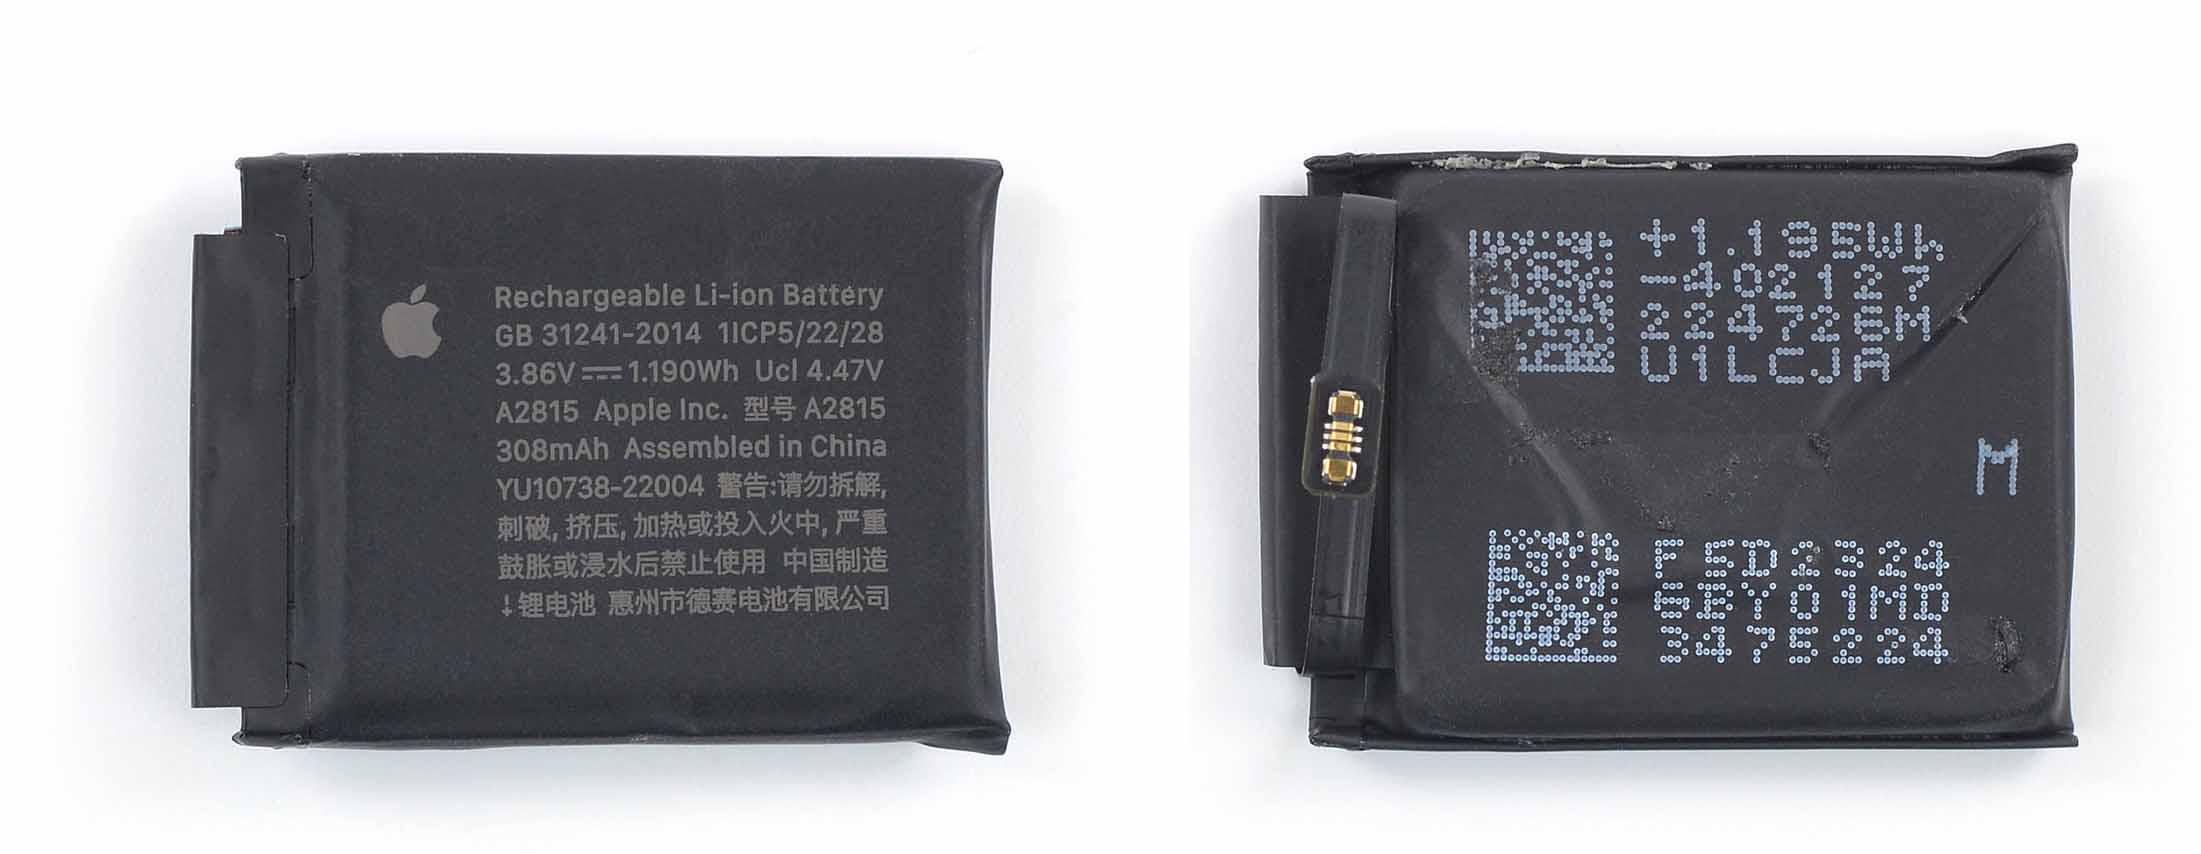 Rechargeable Li-ion Battery
GB 31241-2014 1ICP5/22/28
3.86V ⎓ 1.190Wh Ucl 4.47V
A2815 Apple Inc. 型号 A2815
308mAh Assembled in China
YU10738-22004 警告:请勿拆解,
刺破, 挤压, 加热或投入火中, 严重
鼓胀或浸水后禁止使用 中国制造
↓锂电池 惠州市德赛电池有限公司
+1.195Wh
-402127
224725M
U1LCJA
M
F5D2324
5BY01MD
3475224